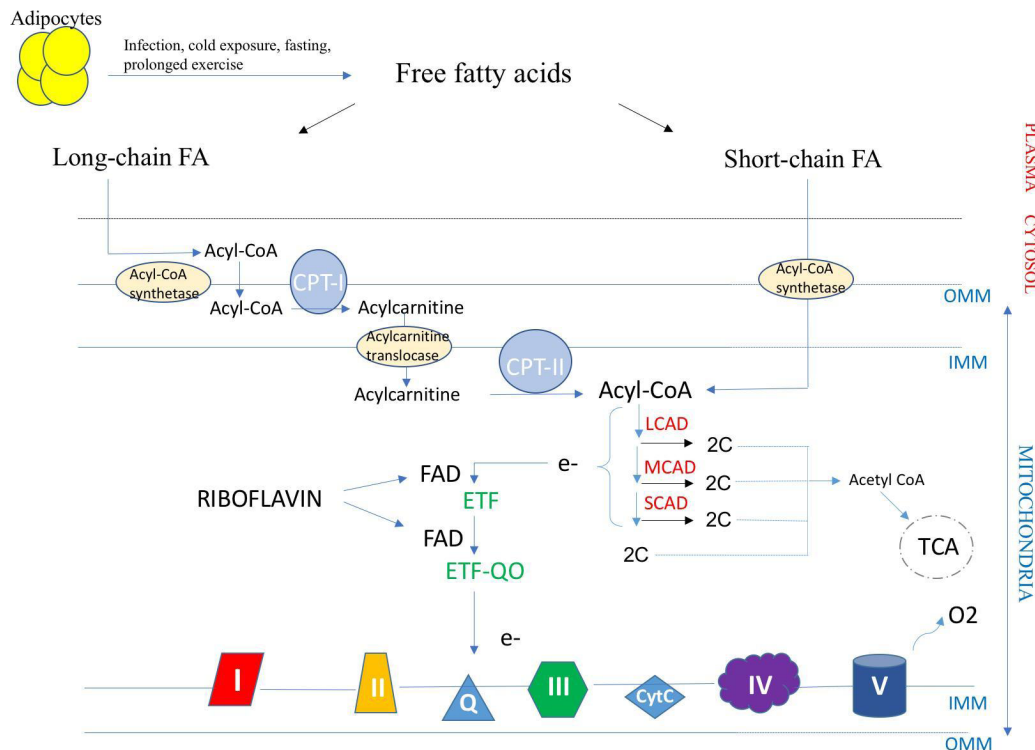 Adipocytes
Infection, cold exposure, fasting,
prolonged exercise
Free fatty acids
Long-chain FA
Short-chain FA
PLASMA
CYTOSOL
Acyl-CoA
Acyl-CoA
synthetase
CPT-I
Acyl-CoA
synthetase
OMM
Acyl-CoA
Acylcarnitine
Acylcarnitine
translocase
CPT-II
IMM
Acylcarnitine
Acyl-CoA
LCAD
2C
MCAD
2C
SCAD
2C
2C
Acetyl CoA
TCA
MITOCHONDRIA
e-
FAD
ETF
RIBOFLAVIN
FAD
ETF-QO
e-
O2
I
II
Q
III
CytC
IV
V
IMM
OMM